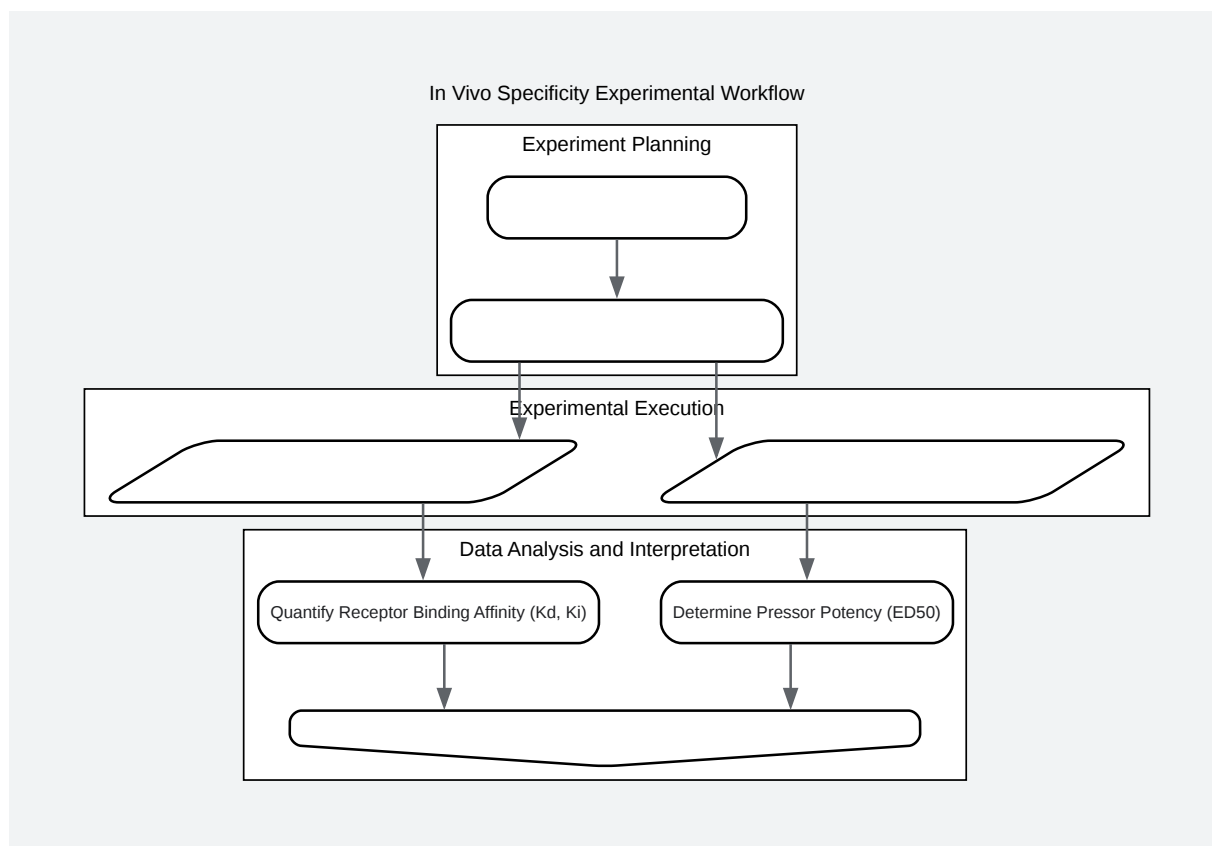 In Vivo Specificity Experimental Workflow
Experiment Planning
Experimental Execution
Data Analysis and Interpretation
Quantify Receptor Binding Affinity (Kd, Ki)
Determine Pressor Potency (ED50)